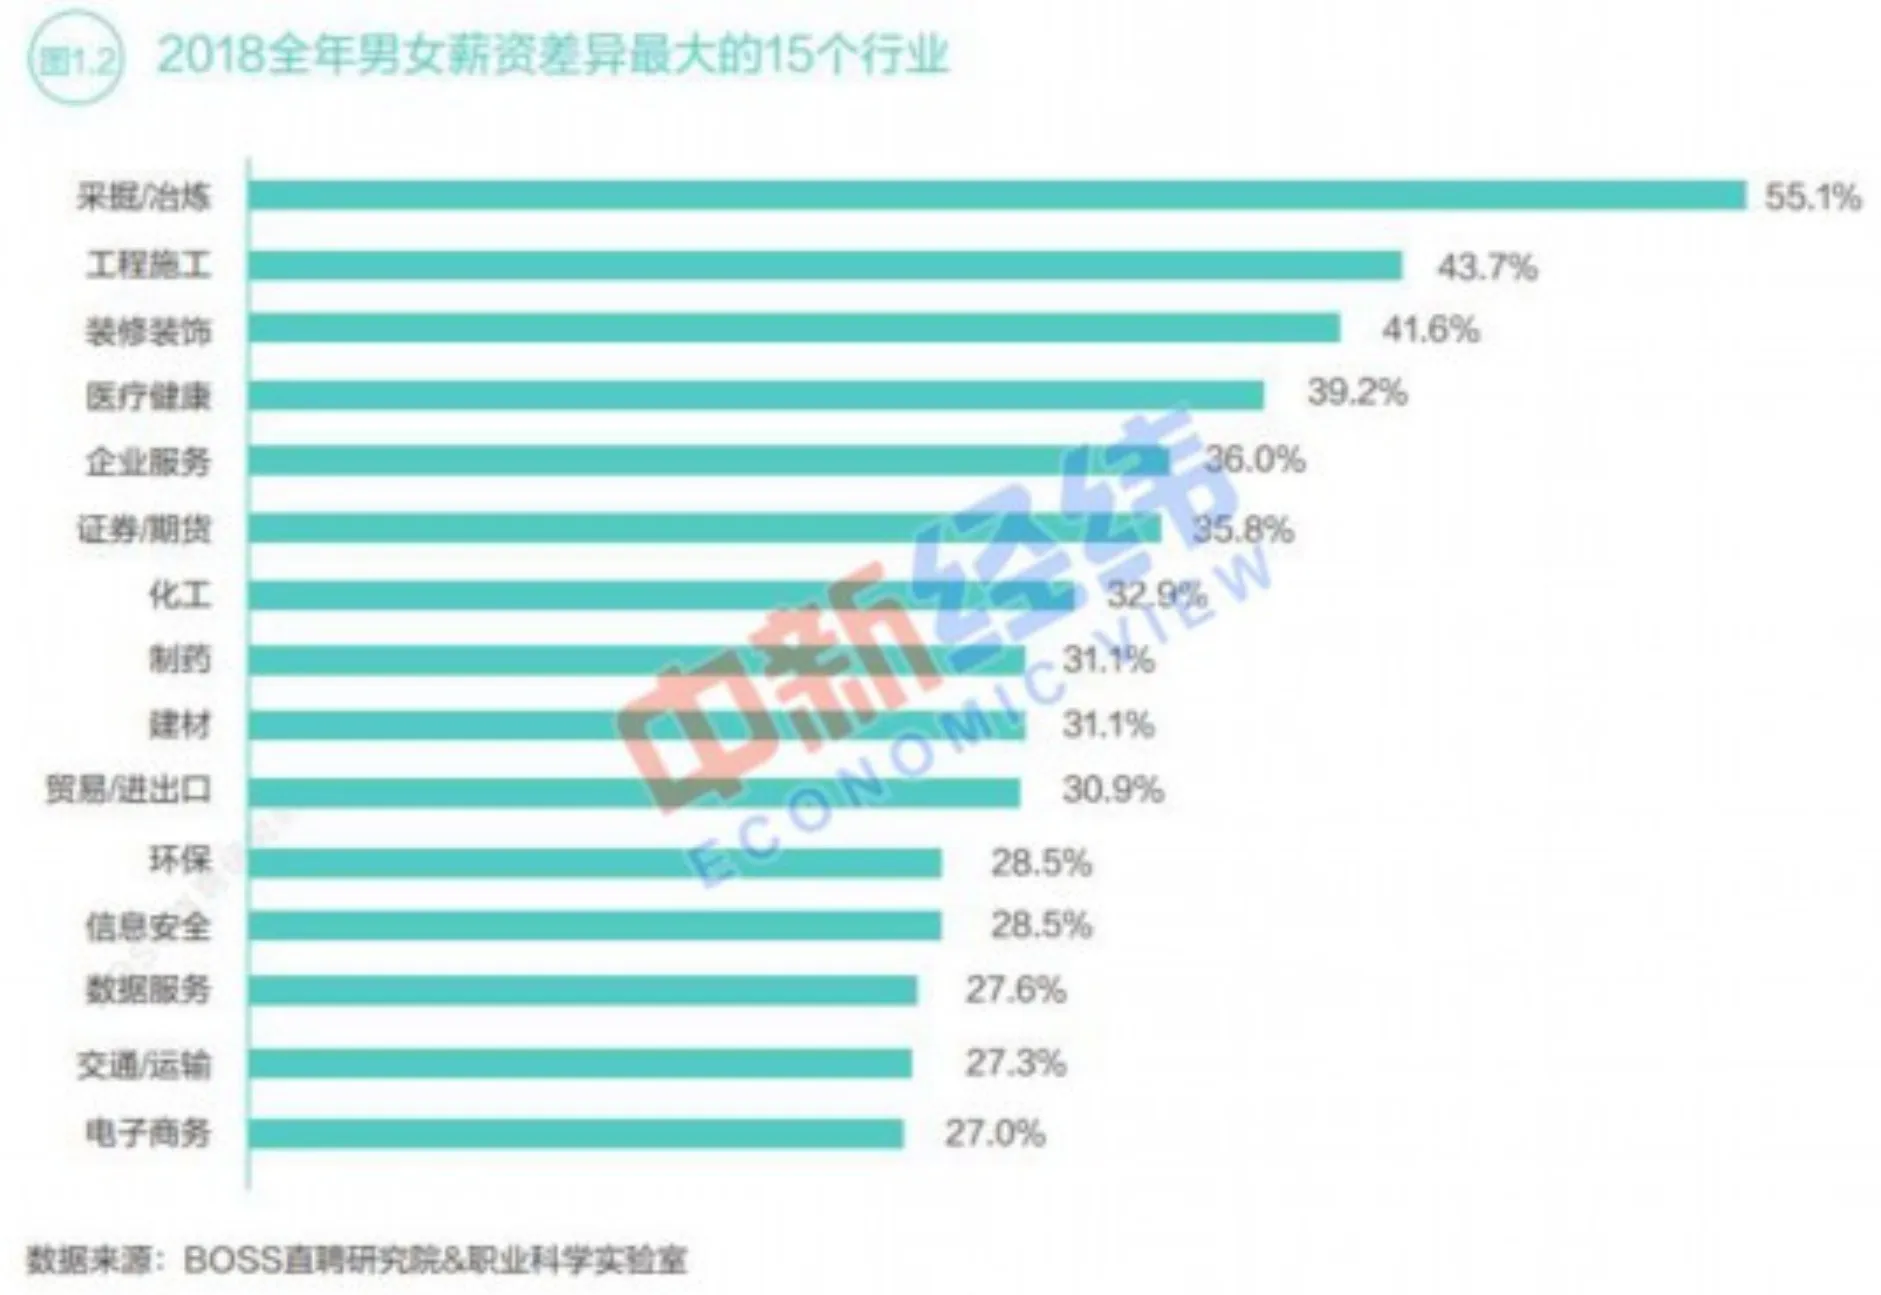 图1.2 2018全年男女薪资差异最大的15个行业
采掘/冶炼 55.1%
工程施工 43.7%
装修装饰 41.6%
医疗健康 39.2%
企业服务 36.0%
证券/期货 35.8%
化工 32.9%
制药 31.1%
建材 31.1%
贸易/进出口 30.9%
环保 28.5%
信息安全 28.5%
数据服务 27.6%
交通/运输 27.3%
电子商务 27.0%
中新经纬
ECONOMIC VIEW
数据来源：BOSS直聘研究院&职业科学实验室